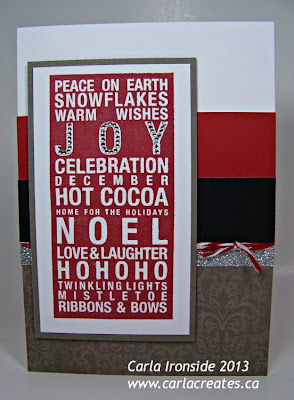 PEACE ON EARTH
SNOWFLAKES
WARM WISHES
JOY
CELEBRATION
DECEMBER
HOT COCOA
HOME FOR THE HOLIDAYS
NOEL
LOVE & LAUGHTER
HOHOHO
TWINKLING LIGHTS
MISTLETOE
RIBBONS & BOWS
Carla Ironside 2013
www.carlacreates.ca